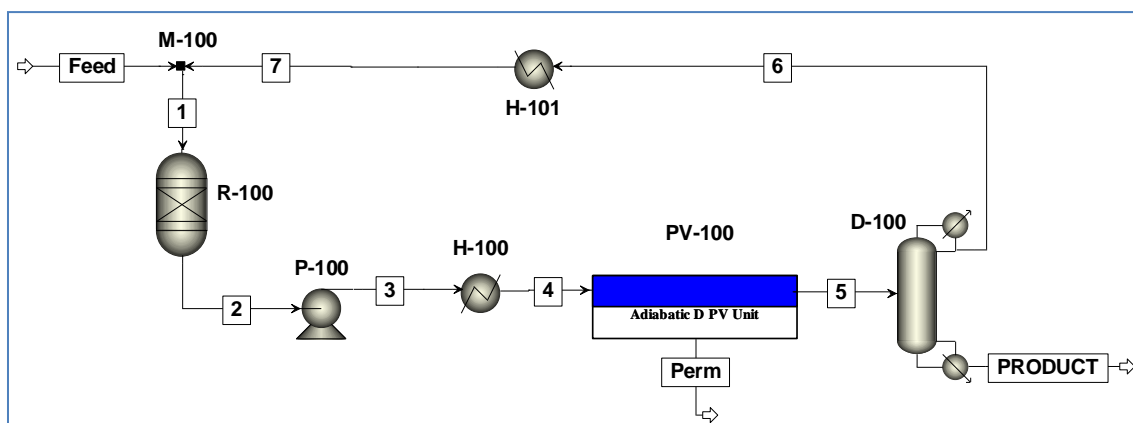 M-100
Feed
7
6
H-101
1
R-100
P-100
H-100
PV-100
D-100
2
3
4
Adiabatic D PV Unit
5
Perm
PRODUCT